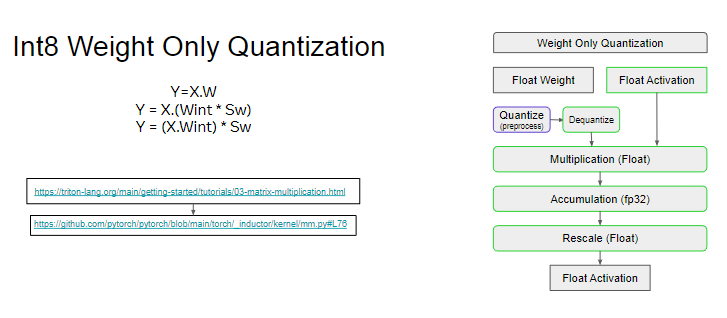 Int8 Weight Only Quantization
Y=X.W
Y = X.(Wint * Sw)
Y = (X.Wint) * Sw
https://triton-lang.org/main/getting-started/tutorials/03-matrix-multiplication.html
https://github.com/pytorch/pytorch/blob/main/torch/_inductor/kernel/mm.py#L76
Weight Only Quantization
Float Weight
Float Activation
Quantize
(preprocess)
Dequantize
Multiplication (Float)
Accumulation (fp32)
Rescale (Float)
Float Activation